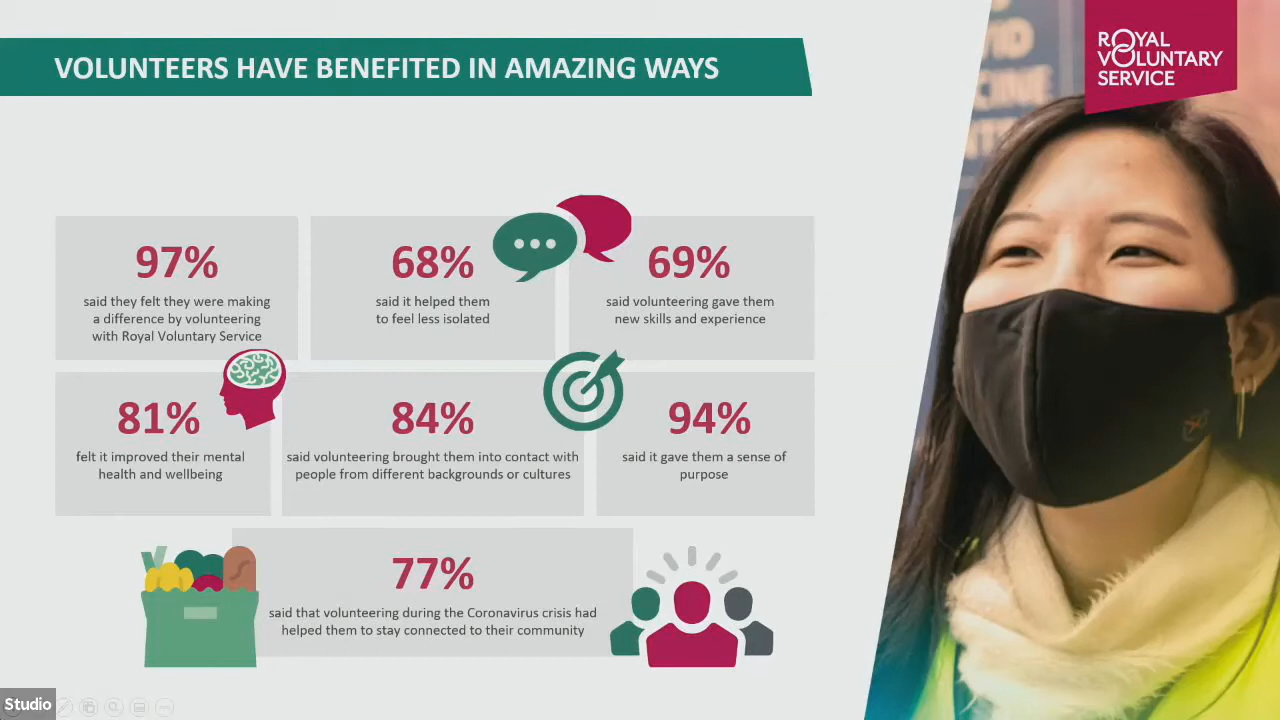 VOLUNTEERS HAVE BENEFITED IN AMAZING WAYS
ROYAL
VOLUNTARY
SERVICE
97%
said they felt they were making
a difference by volunteering
with Royal Voluntary Service
68%
said it helped them
to feel less isolated
69%
said volunteering gave them
new skills and experience
81%
felt it improved their mental
health and wellbeing
84%
said volunteering brought them into contact with
people from different backgrounds or cultures
94%
said it gave them a sense of
purpose
77%
said that volunteering during the Coronavirus crisis had
helped them to stay connected to their community
Studio